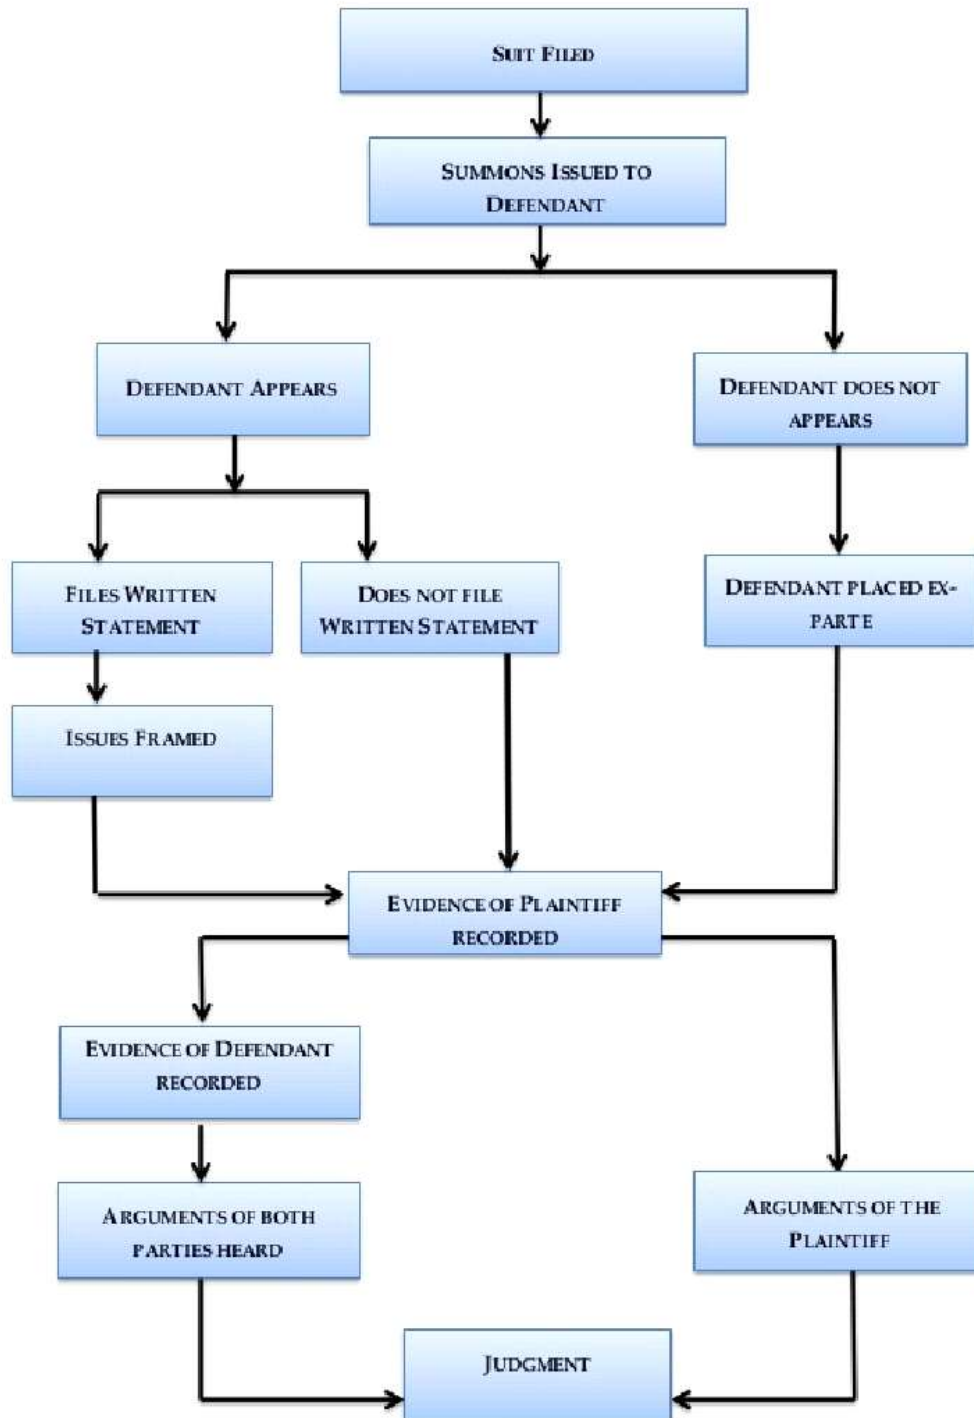 SUIT FILED
SUMMONS ISSUED TO
DEFENDANT
DEFENDANT APPEARS
DEFENDANT DOES NOT
APPEARS
FILES WRITTEN
STATEMENT
DOES NOT FILE
WRITTEN STATEMENT
DEFENDANT PLACED EX-
PARTE
ISSUES FRAMED
EVIDENCE OF PLAINTIFF
RECORDED
EVIDENCE OF DEFENDANT
RECORDED
ARGUMENTS OF BOTH
PARTIES HEARD
ARGUMENTS OF THE
PLAINTIFF
JUDGMENT